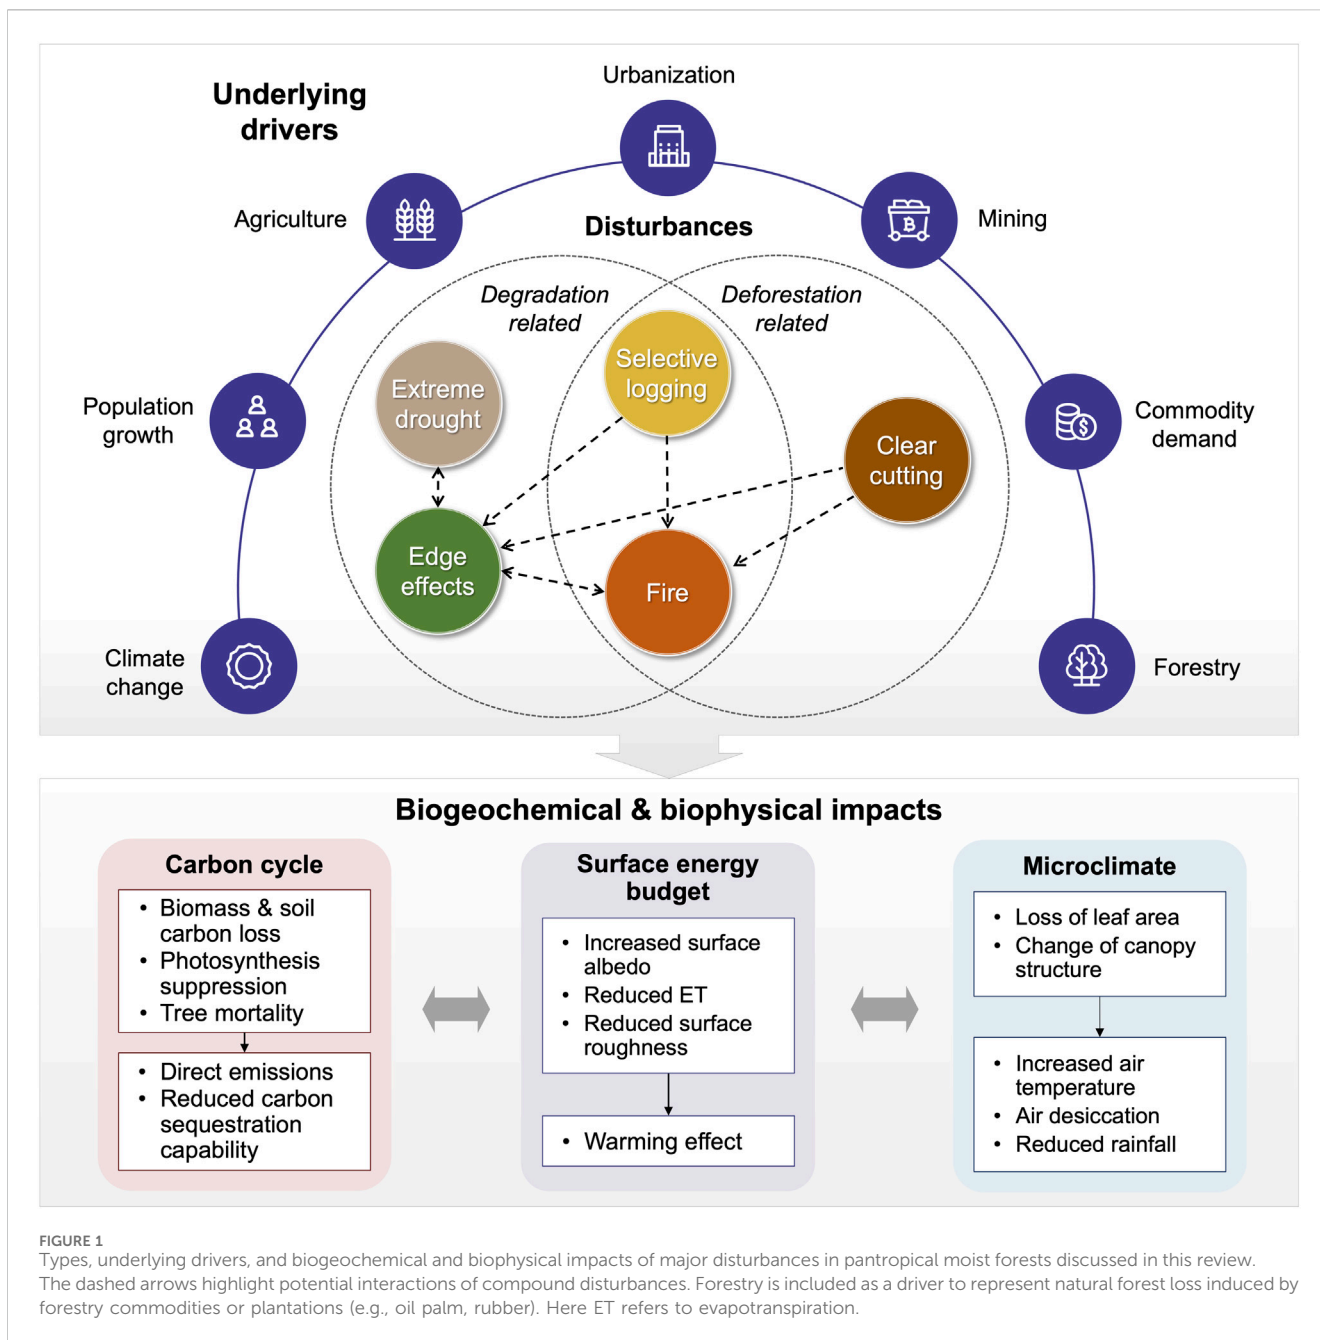 Underlying
drivers
Urbanization
Agriculture
Mining
Population
growth
Commodity
demand
Climate
change
Forestry
Disturbances
Degradation
related
Deforestation
related
Extreme
drought
Selective
logging
Clear
cutting
Edge
effects
Fire
Biogeochemical & biophysical impacts
Carbon cycle
• Biomass & soil
carbon loss
• Photosynthesis
suppression
• Tree mortality
• Direct emissions
• Reduced carbon
sequestration
capability
Surface energy
budget
• Increased surface
albedo
• Reduced ET
• Reduced surface
roughness
• Warming effect
Microclimate
• Loss of leaf area
• Change of canopy
structure
• Increased air
temperature
• Air desiccation
• Reduced rainfall
FIGURE 1
Types, underlying drivers, and biogeochemical and biophysical impacts of major disturbances in pantropical moist forests discussed in this review.
The dashed arrows highlight potential interactions of compound disturbances. Forestry is included as a driver to represent natural forest loss induced by
forestry commodities or plantations (e.g., oil palm, rubber). Here ET refers to evapotranspiration.